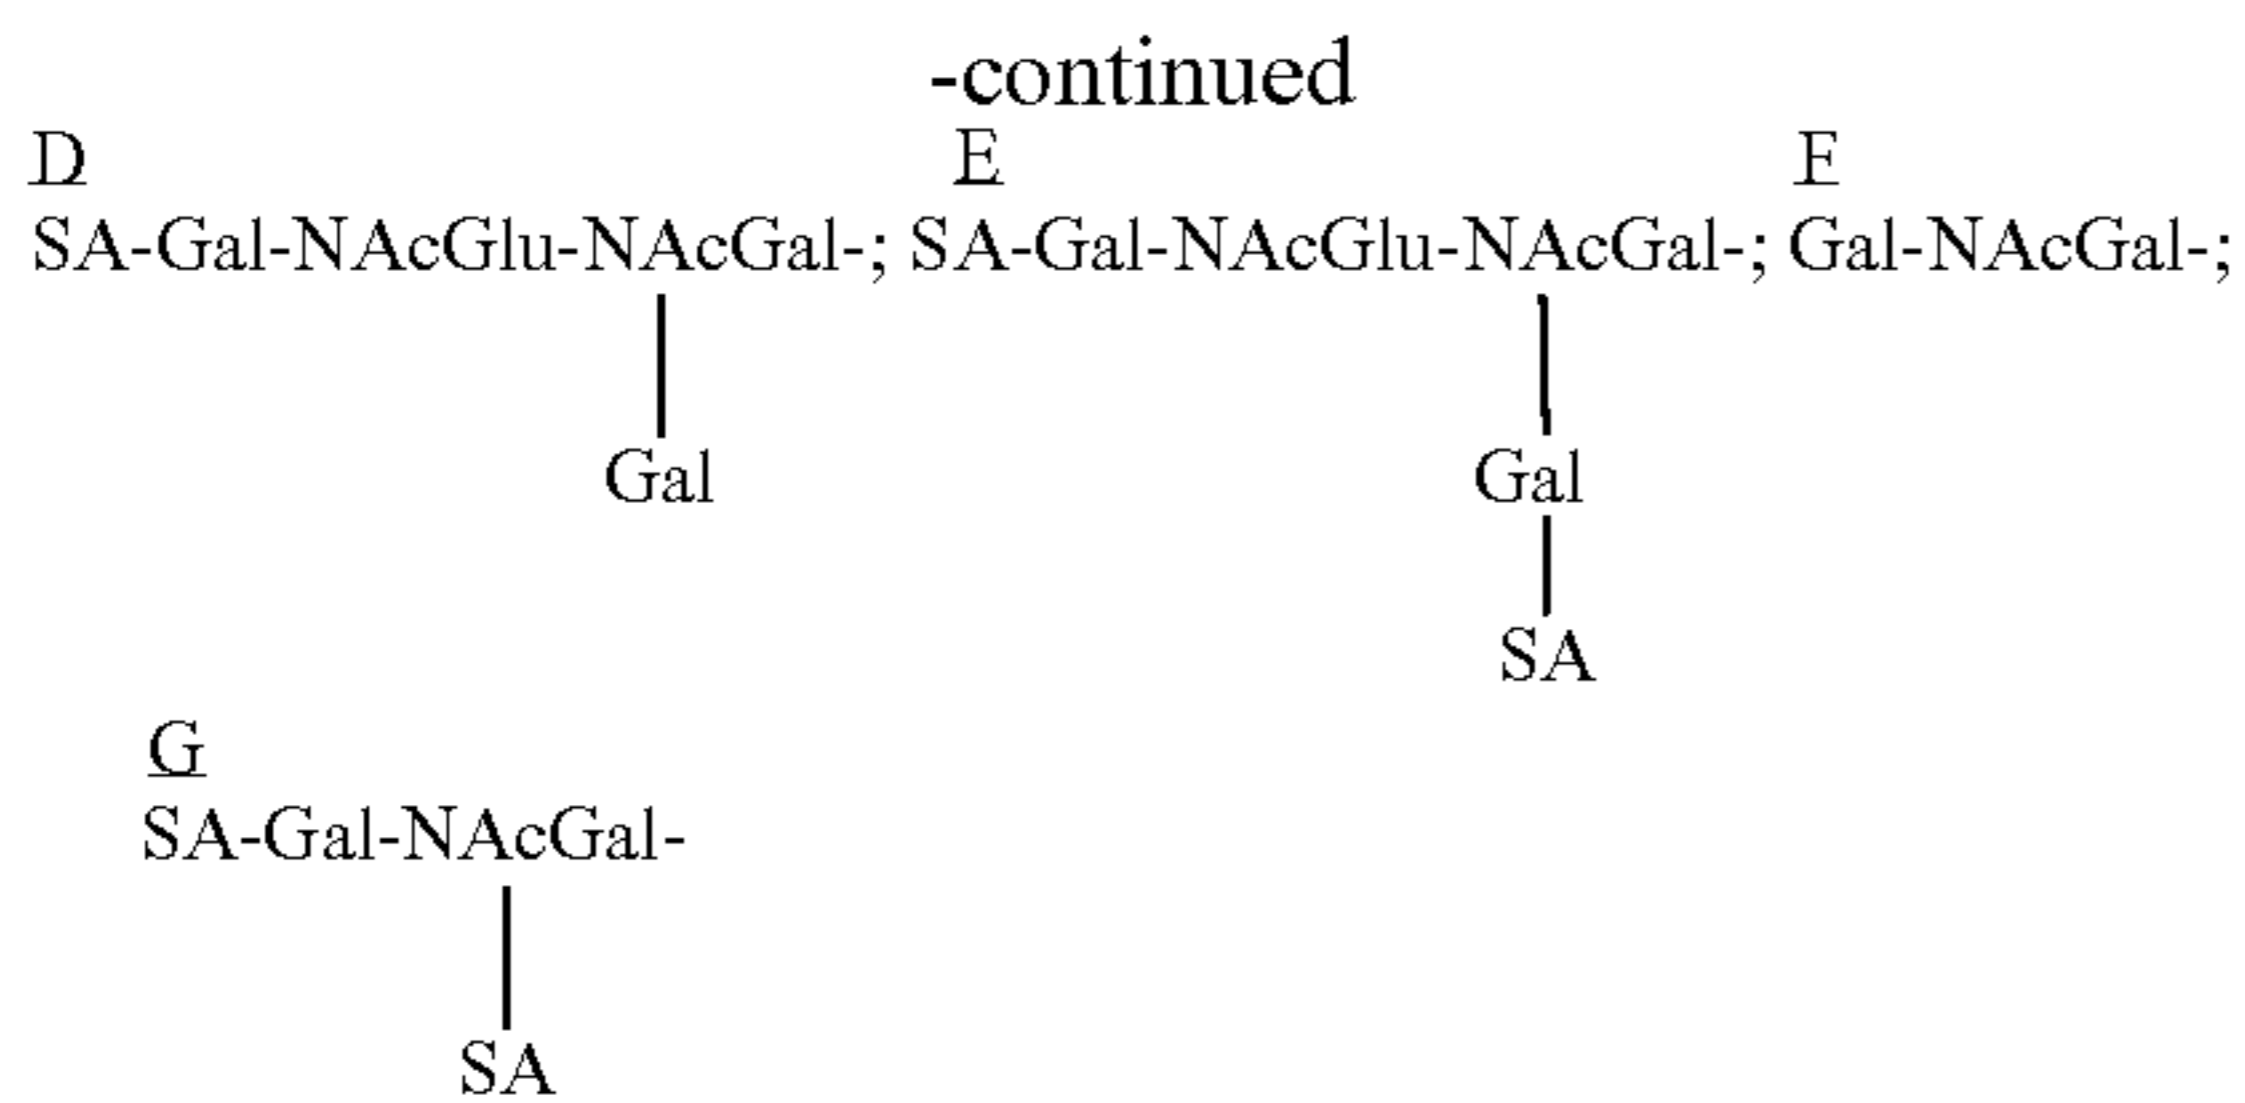 -continued
D E F
SA-Gal-NAcGlu-NAcGal-; SA-Gal-NAcGlu-NAcGal-; Gal-NAcGal-;
Gal Gal
SA
G
SA-Gal-NAcGal-
SA